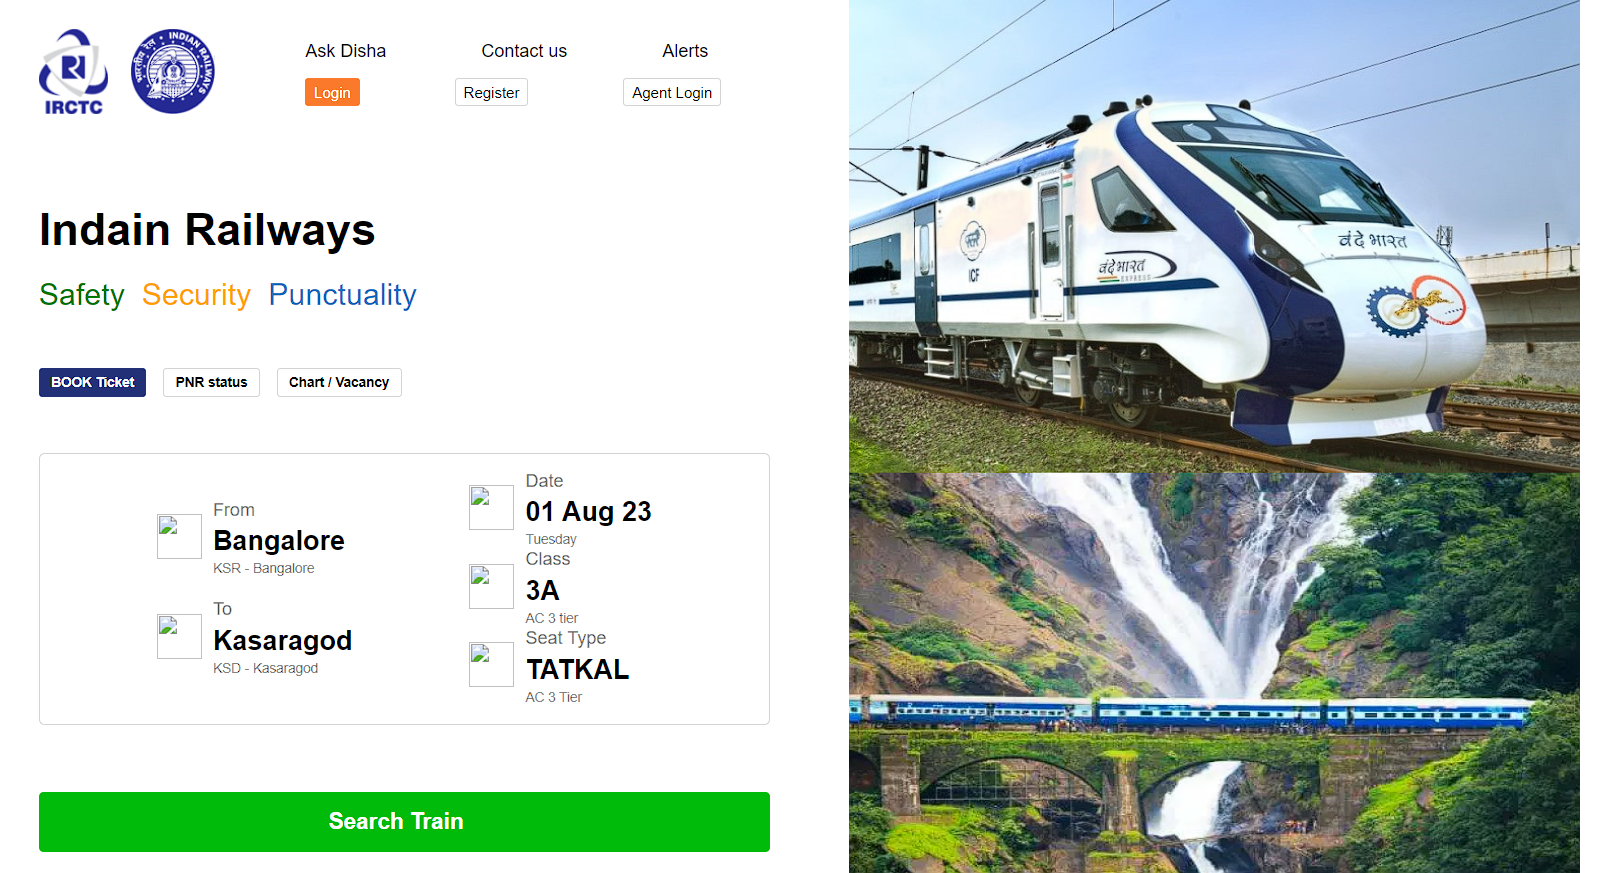 IRCTC
भारतीय रेल
INDIAN RAILWAYS
Ask Disha
Contact us
Alerts
Login
Register
Agent Login
Indain Railways
Safety Security Punctuality
BOOK Ticket
PNR status
Chart / Vacancy
From
Bangalore
KSR - Bangalore
To
Kasaragod
KSD - Kasaragod
Date
01 Aug 23
Tuesday
Class
3A
AC 3 tier
Seat Type
TATKAL
AC 3 Tier
Search Train
वंदे भारत
वंदे भारत
EXPRESS
ICF